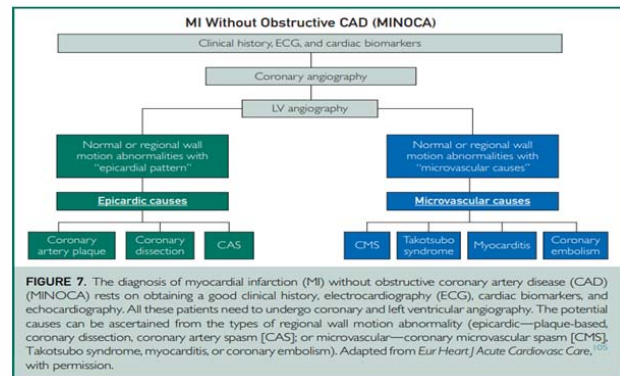 MI Without Obstructive CAD (MINOCA)
Clinical history, ECG, and cardiac biomarkers
Coronary angiography
LV angiography
Normal or regional wall
motion abnormalities with
"epicardial pattern"
Normal or regional wall
motion abnormalities with
"microvascular causes"
Epicardic causes
Microvascular causes
Coronary
artery plaque
Coronary
dissection
CAS
CMS
Takotsubo
syndrome
Myocarditis
Coronary
embolism
FIGURE 7. The diagnosis of myocardial infarction (MI) without obstructive coronary artery disease (CAD)
(MINOCA) rests on obtaining a good clinical history, electrocardiography (ECG), cardiac biomarkers, and
echocardiography. All these patients need to undergo coronary and left ventricular angiography. The potential
causes can be ascertained from the types of regional wall motion abnormality (epicardic—plaque-based,
coronary dissection, coronary artery spasm [CAS]; or microvascular—coronary microvascular spasm [CMS],
Takotsubo syndrome, myocarditis, or coronary embolism). Adapted from Eur Heart J Acute Cardiovasc Care,105
with permission.